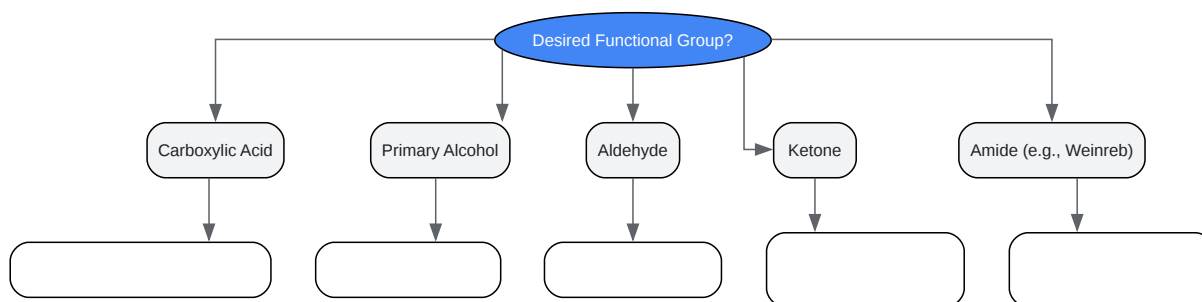 Desired Functional Group?
Carboxylic Acid
Primary Alcohol
Aldehyde
Ketone
Amide (e.g., Weinreb)